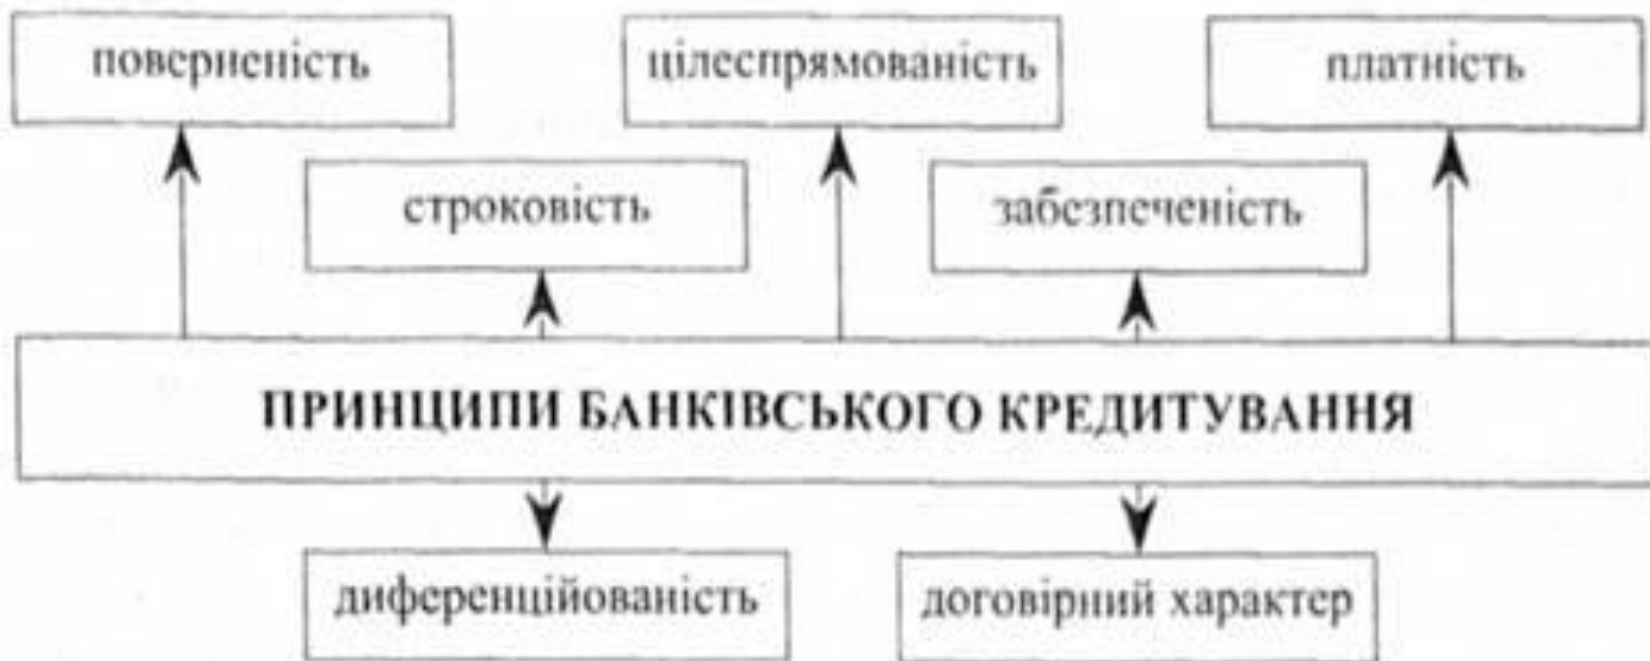 поверненість
цілеспрямованість
платність
строковість
забезпеченість
ПРИНЦИПИ БАНКІВСЬКОГО КРЕДИТУВАННЯ
диференційованість
договірний характер